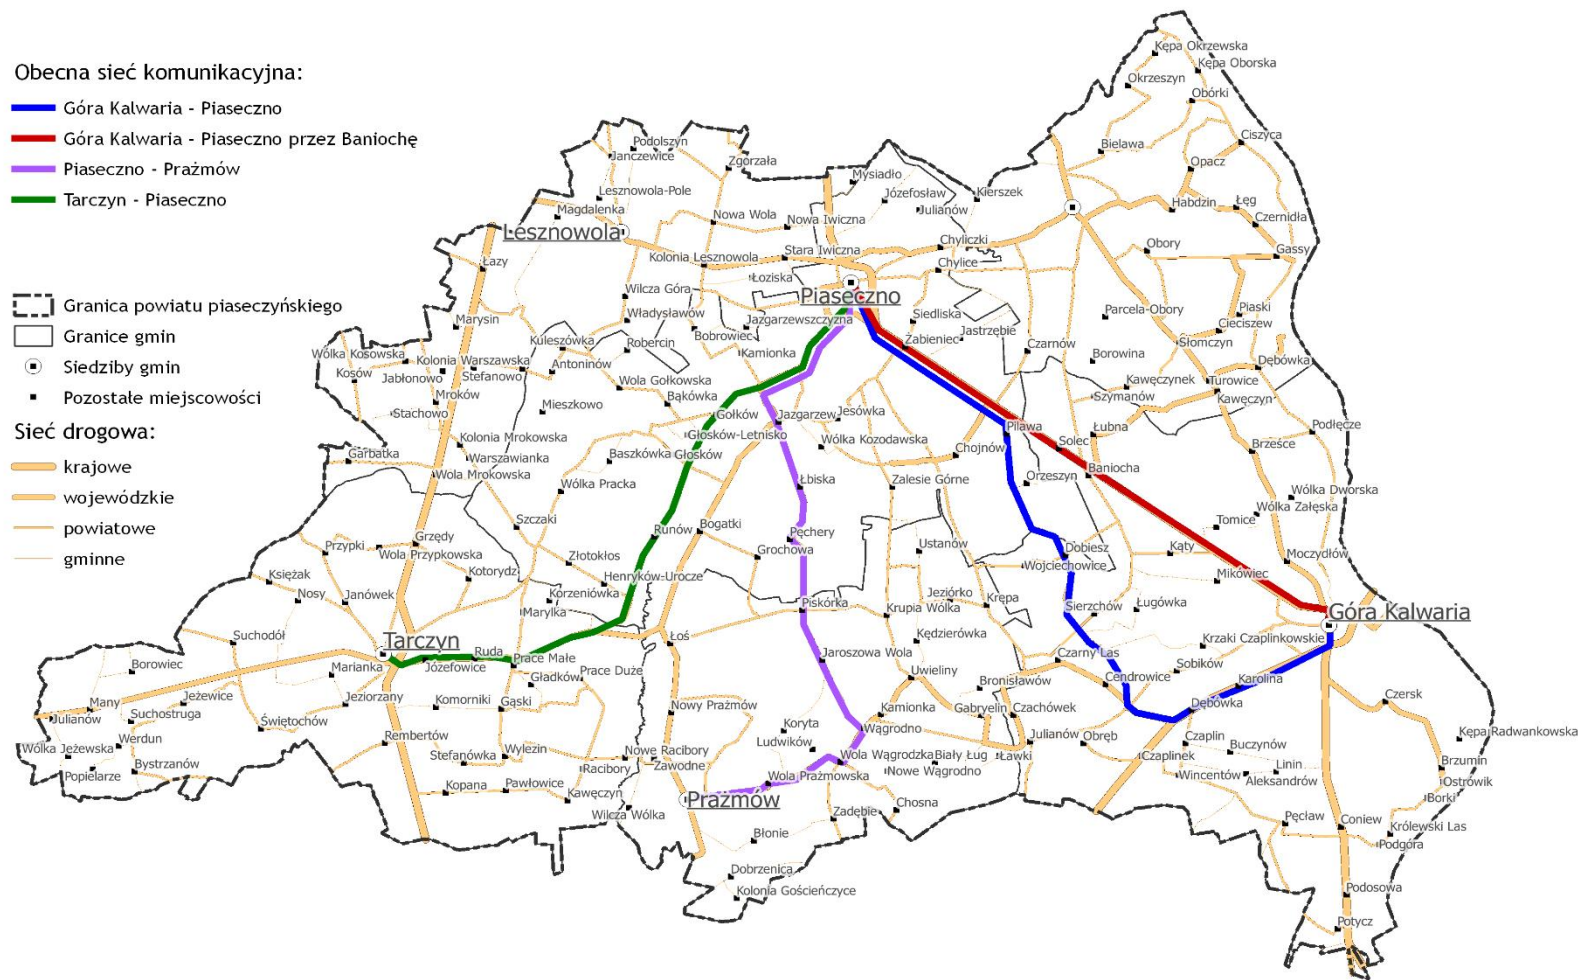 Obecna sieć komunikacyjna:
Góra Kalwaria - Piaseczno
Góra Kalwaria - Piaseczno przez Baniochę
Piaseczno - Prażmów
Tarczyn - Piaseczno
Granica powiatu piaseczyńskiego
Granice gmin
Siedziby gmin
Pozostałe miejscowości
Sieć drogowa:
krajowe
wojewódzkie
powiatowe
gminne
Kępa Okrzewska
Kępa Oborska
Okrzeszyn
Obórki
Ciszyca
Bielawa
Opacz
Podolszyn
Janczewice
Zgorzała
Mysiadło
Józefosław
Kierszek
Julianów
Habdzin
Łęg
Czernidła
Lesznowola-Pole
Magdalenka
Nowa Wola
Nowa Iwiczna
Lesznowola
Chyliczki
Obory
Gassy
Stara Iwiczna
Kolonia Lesznowola
Łazy
Łoziska
Chylice
Wilcza Góra
Piaseczno
Władysławów
Jazgarzewszczyzna
Siedliska
Parcela-Obory
Piaski
Cieciszew
Marysin
Bobrowiec
Jastrzębie
Żabieniec
Słomczyn
Kuleszówka
Robercin
Kamionka
Czarnów
Borowina
Dębówka
Wólka Kosowska
Kolonia Warszawska
Kosów
Jabłonowo
Stefanowo
Antoninów
Wola Gołkowska
Kawęczynek
Turowice
Mroków
Bąkówka
Szymanów
Kawęczyn
Stachowo
Mieszkowo
Gołków
Jazgarzew
Jesówka
Pilawa
Łubna
Podłęcze
Głosków-Letnisko
Kolonia Mrokowska
Wólka Kozodawska
Chojnów
Solec
Brześce
Garbatka
Warszawianka
Baszkówka
Głosków
Baniocha
Wola Mrokowska
Łbiska
Zalesie Górne
Orzeszyn
Wólka Pracka
Wólka Dworska
Wólka Załęska
Szczaki
Runów
Bogatki
Tomice
Grzędy
Pęchery
Przypki
Wola Przypkowska
Złotokłos
Grochowa
Ustanów
Dobiesz
Kąty
Moczydłów
Wojciechowice
Księżak
Kotorydz
Henryków-Urocze
Mikówiec
Nosy
Janówek
Korzeniówka
Jeziórko
Krępa
Marylka
Piskórka
Krupia Wólka
Sierzchów
Ługówka
Góra Kalwaria
Suchodół
Tarczyn
Łoś
Kędzierówka
Krzaki Czaplinkowskie
Borowiec
Marianka
Józefowice
Ruda
Prace Małe
Jaroszowa Wola
Czarny Las
Sobików
Gładków
Prace Duże
Uwieliny
Bronisławów
Cendrowice
Karolina
Many
Jeżewice
Jeziorzany
Komorniki
Gąski
Nowy Prażmów
Kamionka
Gabryelin
Czachówek
Dębówka
Czersk
Julianów
Suchostruga
Świętochów
Koryta
Wągrodno
Kępa Radwankowska
Wólka Jeżewska
Werdun
Rembertów
Ludwików
Julianów
Obręb
Czaplin
Buczynów
Stefanówka
Wylezin
Nowe Racibory
Wola Wągrodzka
Biały Ług
Ławki
Czaplinek
Linin
Brzumin
Popielarze
Bystrzanów
Racibory
Zawodne
Nowe Wągrodno
Wincentów
Aleksandrów
Ostrówik
Kopana
Pawłowice
Wola Prażmowska
Kawęczyn
Prażmów
Borki
Wilcza Wólka
Zadębie
Chosna
Pęcław
Coniew
Królewski Las
Błonie
Podgóra
Dobrzenica
Kolonia Gościeńczyce
Podosowa
Potycz